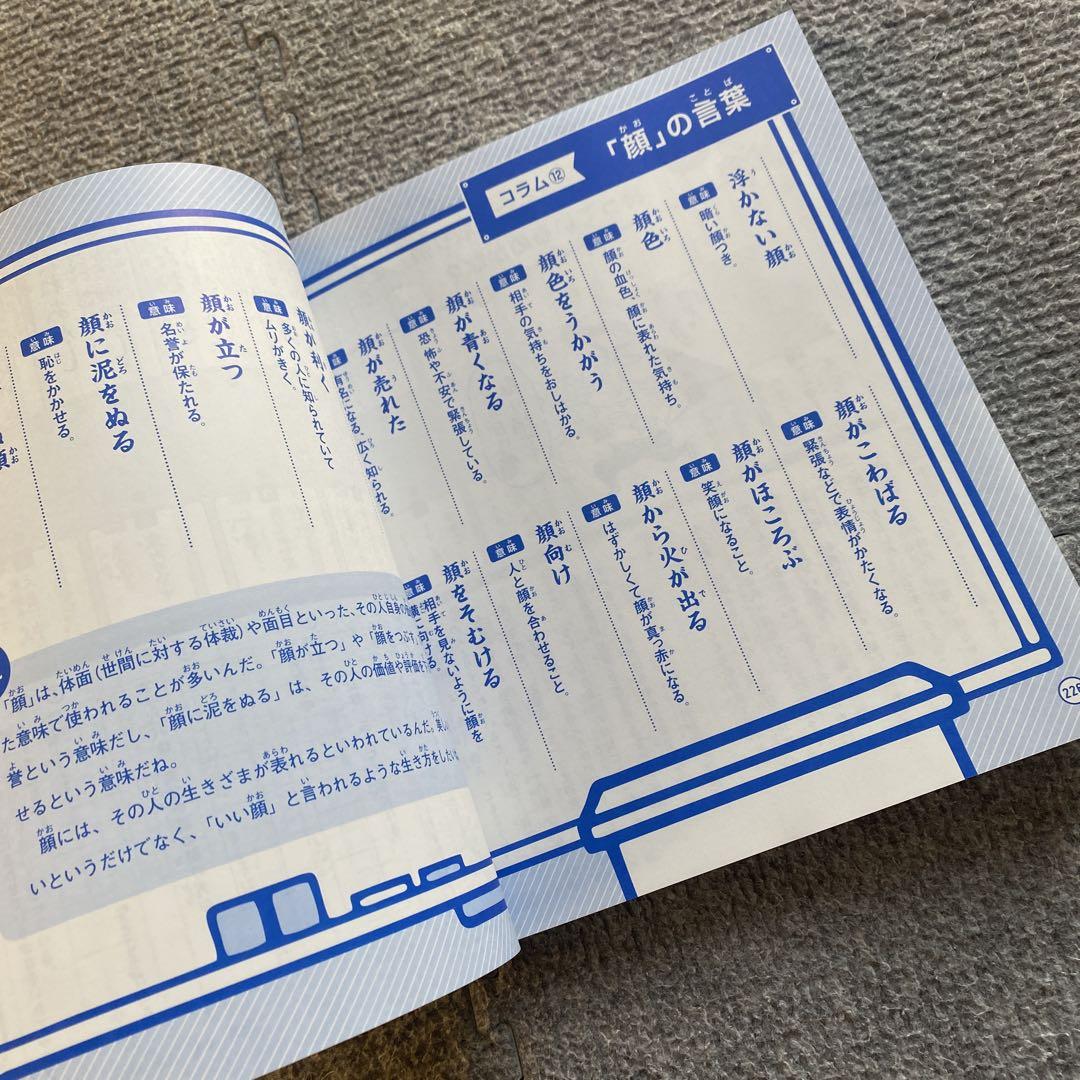 コラム⑫
「顔」の言葉
浮かない顔
意味 暗い顔つき。
顔色
意味 顔の血色。顔に表れた気持ち。
顔色をうかがう
意味 相手の気持ちをおしはかる。
顔が青くなる
意味 恐怖や不安で緊張している。
顔が売れた
有名になる。広く知られる。
顔がこわばる
意味 緊張などで表情がかたくなる。
顔がほころぶ
意味 笑顔になること。
顔から火が出る
意味 はずかしくて顔が真っ赤になる。
顔向け
意味 人と顔を合わせること。
顔をそむける
意味 相手を見ないように顔を
横に向ける。
顔が利く
意味 多くの人に知られていて
ムリがきく。
顔が立つ
意味 名誉が保たれる。
顔に泥をぬる
意味 恥をかかせる。
顔
「顔」は、体面(世間に対する体裁)や面目といった、その人自身の
た意味で使われることが多いんだ。「顔が立つ」や「顔をつぶす
誉という意味だし、「顔に泥をぬる」は、その人の価値や評価を
せるという意味だね。
顔には、その人の生きざまが表れるといわれているんだ。
いというだけでなく、「いい顔」と言われるような生き方をし